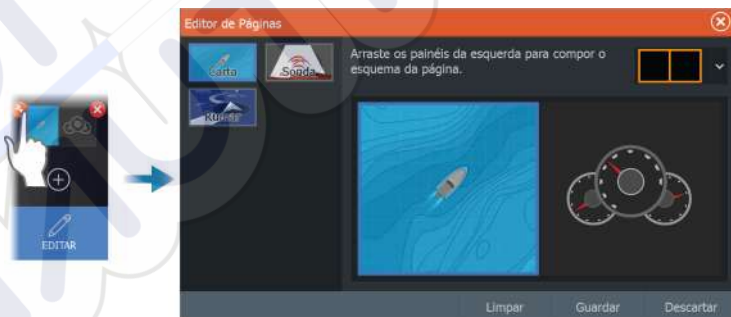 Editor de Páginas
Carta
Sonda
Arraste os painéis da esquerda para compor o
esquema da página.
EDITAR
Limpar
Guardar
Descartar